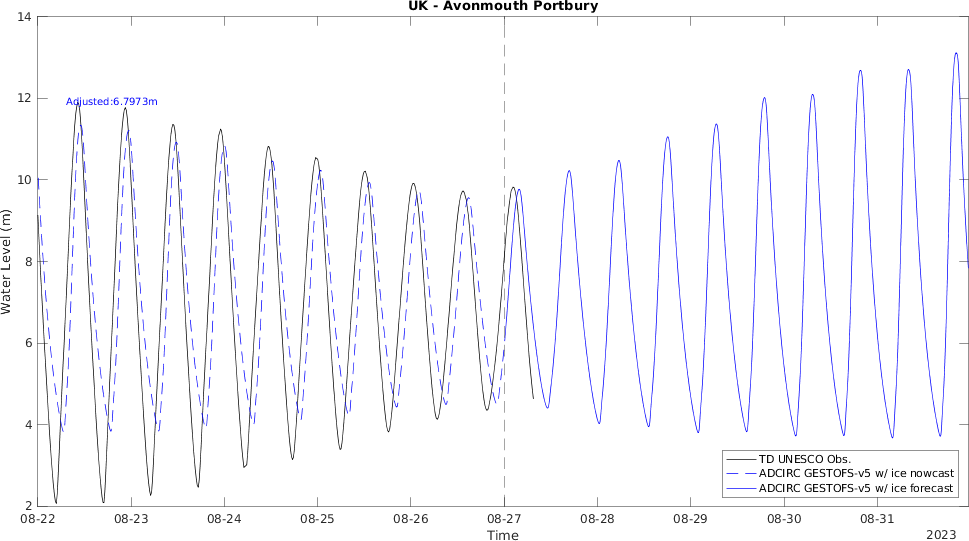 UK - Avonmouth Portbury
14
12
10
8
6
4
2
Water Level (m)
Adjusted:6.7973m
TD UNESCO Obs.
ADCIRC GESTOFS-v5 w/ ice nowcast
ADCIRC GESTOFS-v5 w/ ice forecast
08-22 08-23 08-24 08-25 08-26 08-27 08-28 08-29 08-30 08-31
Time
2023